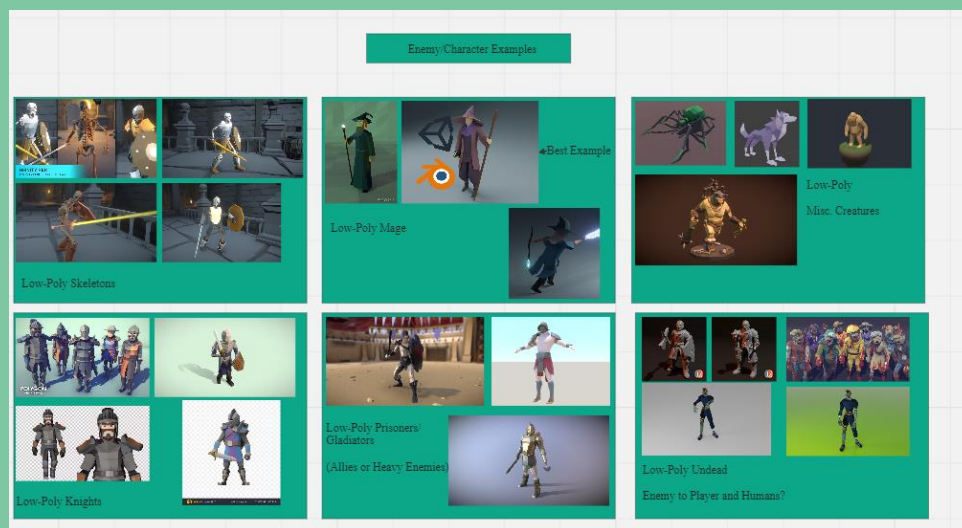 Enemy/Character Examples
Low-Poly Skeletons
Best Example
Low-Poly Mage
Low-Poly
Misc. Creatures
POLYGON
Low-Poly Knights
Low-Poly Prisoners/
Gladiators
(Allies or Heavy Enemies)
Low-Poly Undead
Enemy to Player and Humans?